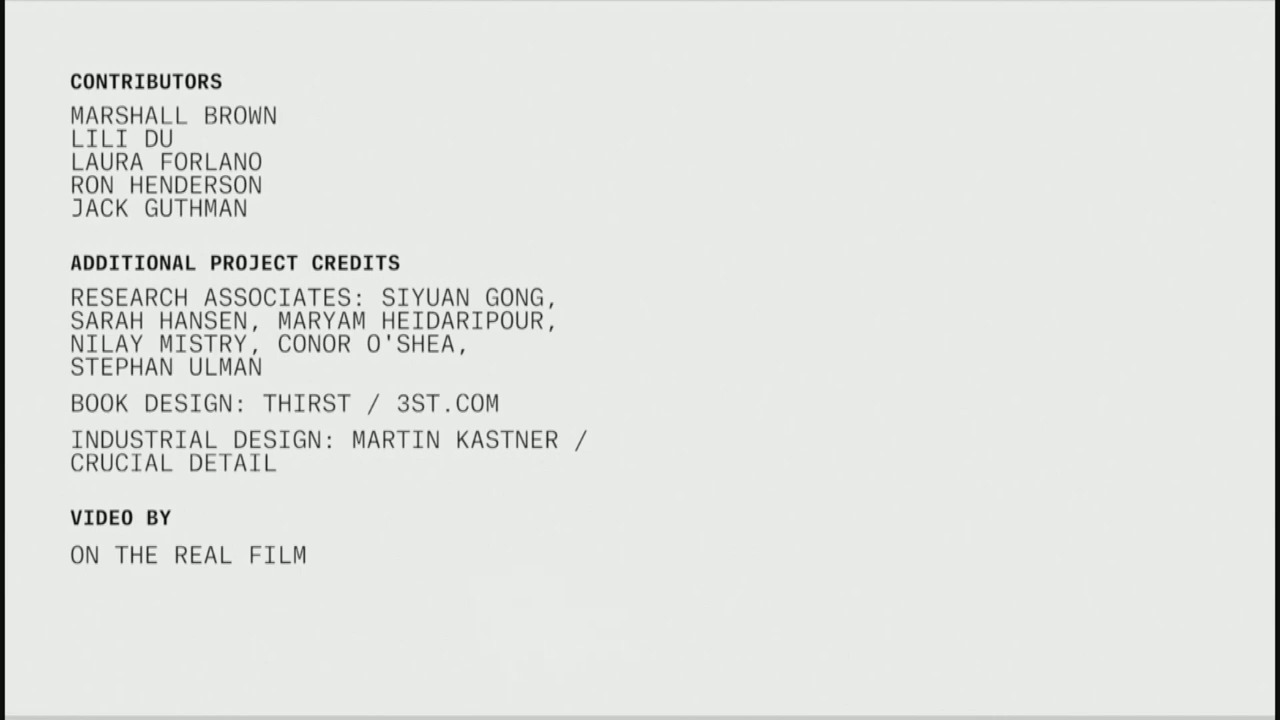 CONTRIBUTORS
MARSHALL BROWN
LILI DU
LAURA FORLANO
RON HENDERSON
JACK GUTHMAN
ADDITIONAL PROJECT CREDITS
RESEARCH ASSOCIATES: SIYUAN GONG,
SARAH HANSEN, MARYAM HEIDARIPOUR,
NILAY MISTRY, CONOR O'SHEA,
STEPHAN ULMAN
BOOK DESIGN: THIRST / 3ST.COM
INDUSTRIAL DESIGN: MARTIN KASTNER /
CRUCIAL DETAIL
VIDEO BY
ON THE REAL FILM